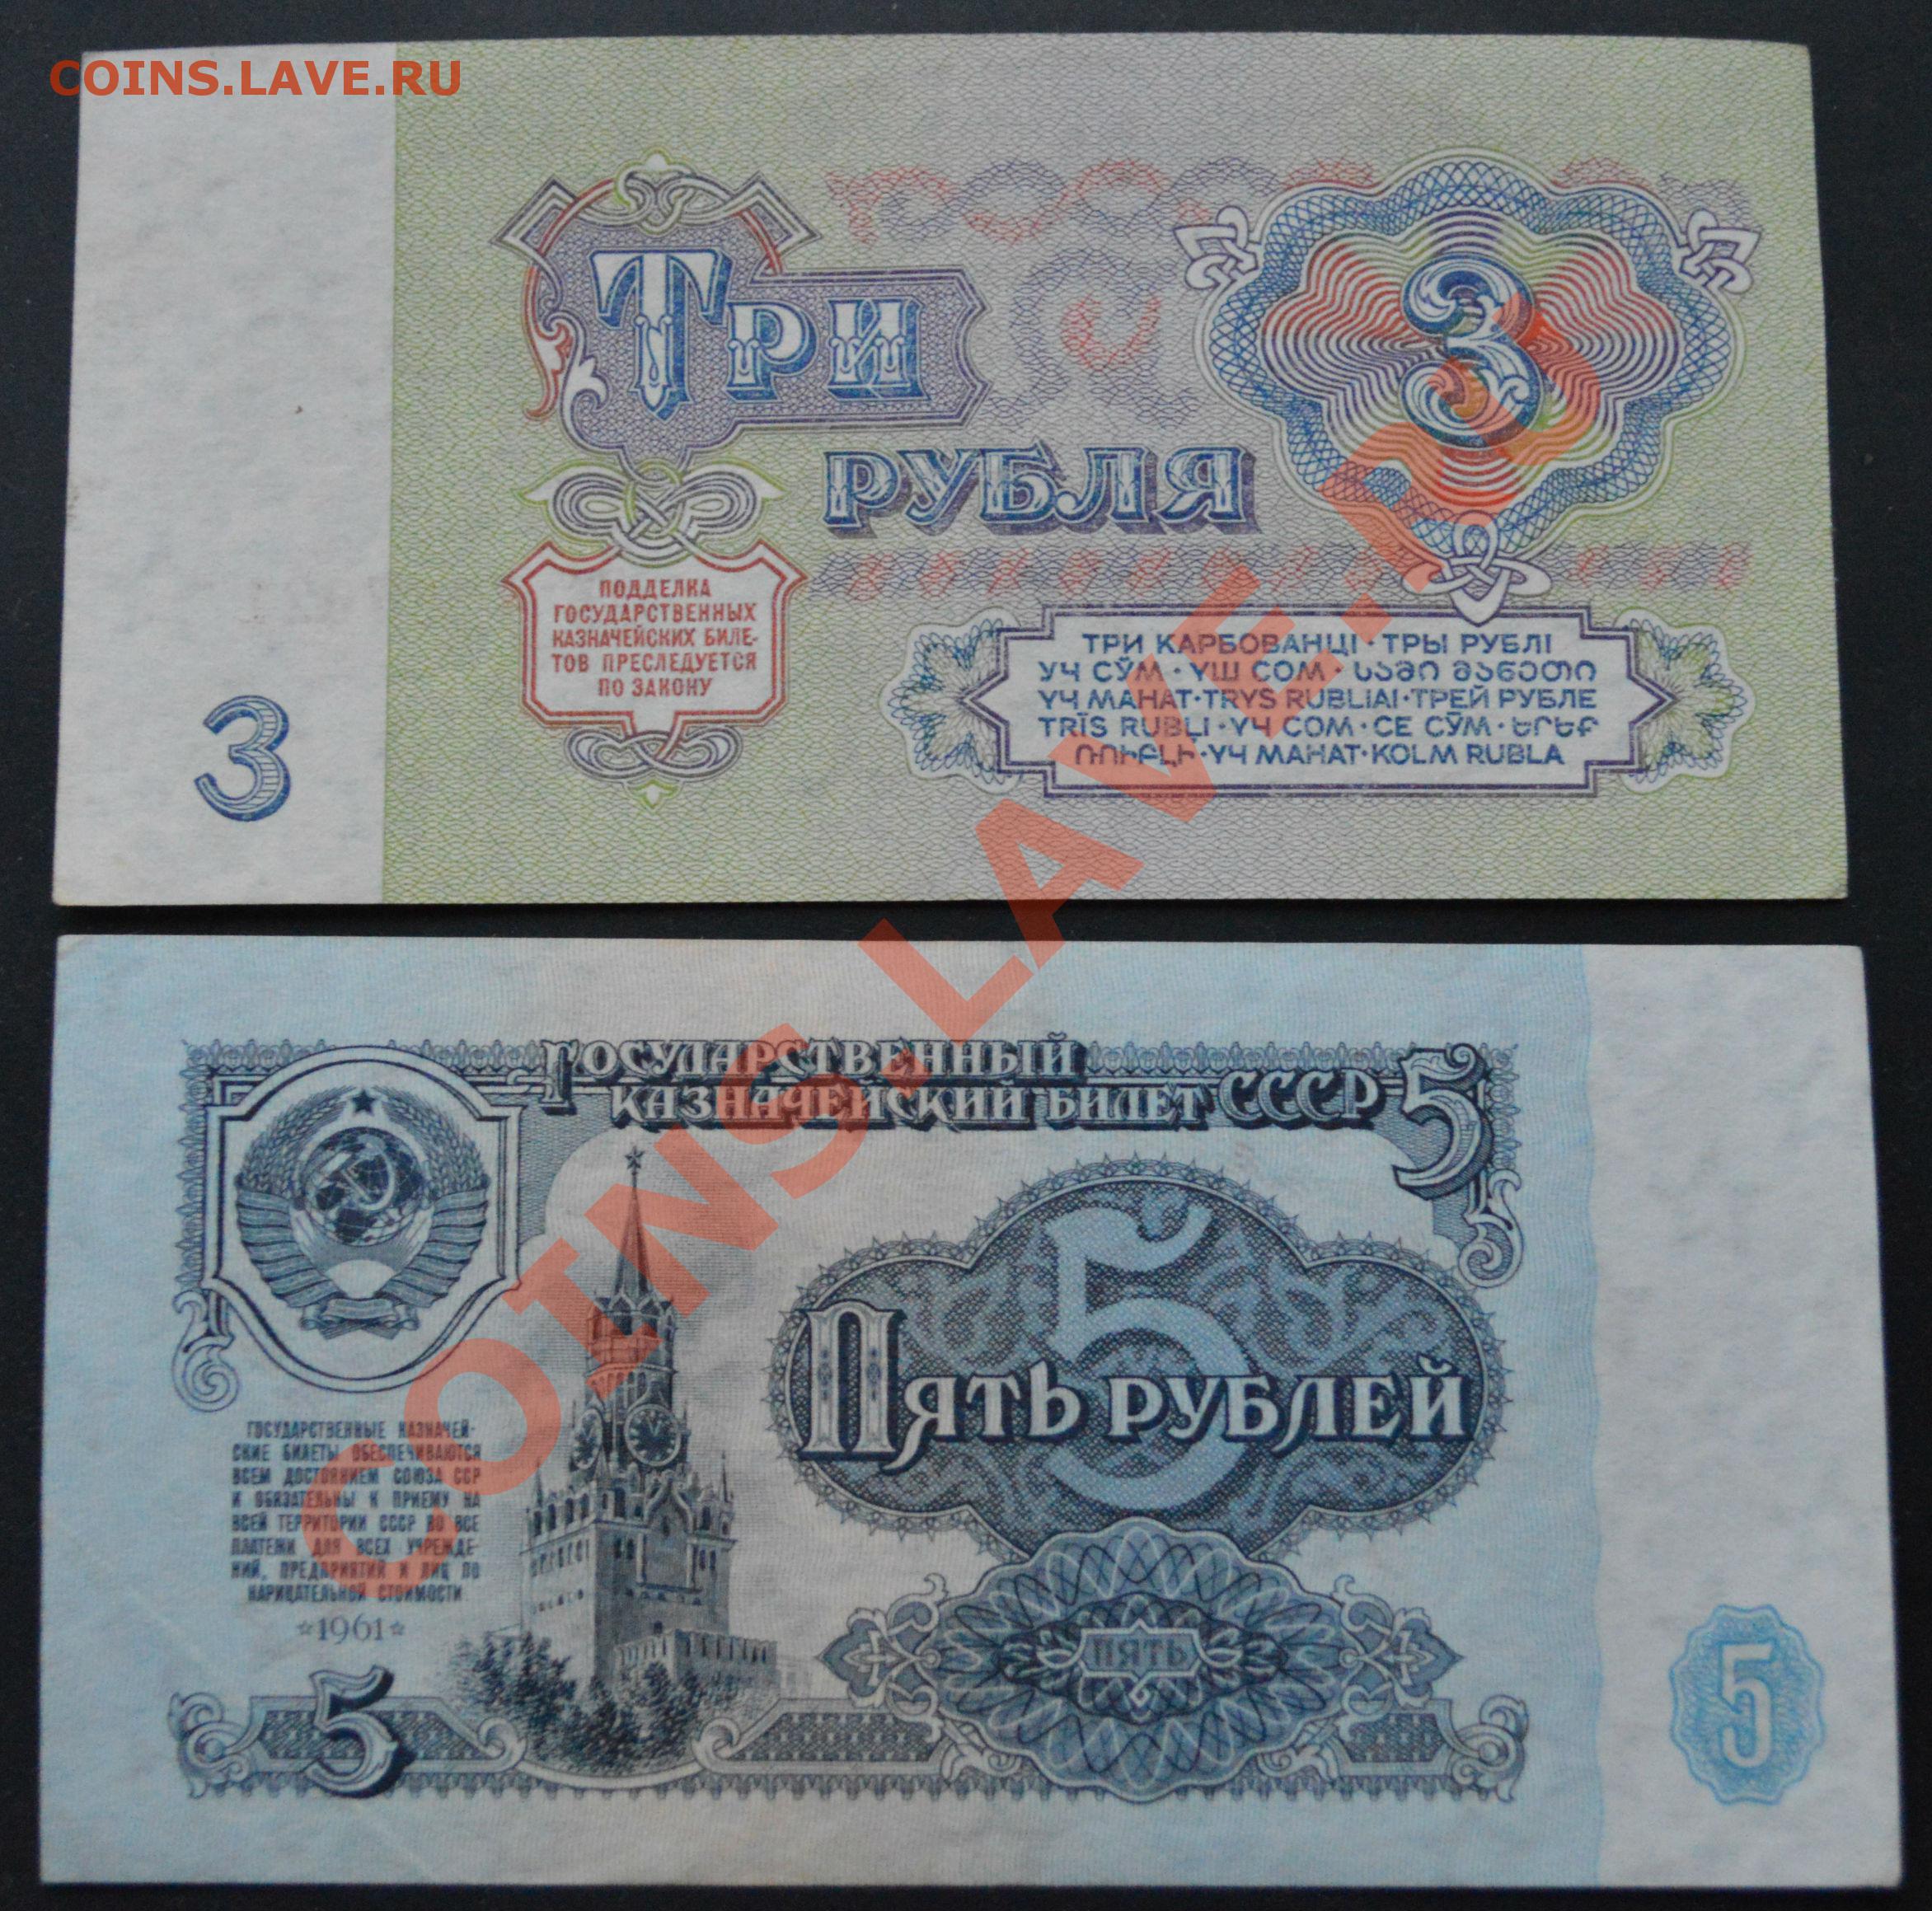 COINS.LAVE.RU
ТРИ
РУБЛЯ
3
ПОДДЕЛКА
ГОСУДАРСТВЕННЫХ
КАЗНАЧЕЙСКИХ БИЛЕ-
ТОВ ПРЕСЛЕДУЕТСЯ
ПО ЗАКОНУ
ТРИ КАРБОВАНЦІ · ТРЫ РУБЛІ
УЧ СЎМ · ҮШ СОМ · ᲡᲐᲛᲘ ᲛᲐᲜᲔᲗᲘ
ҮЧ МАНАТ · TRYS RUBLIAI · ТРЕЙ РУБЛЕ
TRĪS RUBĻI · ҮЧ СОМ · СЕ СӮМ · ԵՐԵՔ
ՌՈՒԲԼԻ · ҮЧ МАНАТ · KOLM RUBLA
3
COINS.LAVE.RU
ГОСУДАРСТВЕННЫЙ
КАЗНАЧЕЙСКИЙ БИЛЕТ СССР
5
5
ПЯТЬ РУБЛЕЙ
ГОСУДАРСТВЕННЫЕ КАЗНАЧЕЙ-
СКИЕ БИЛЕТЫ ОБЕСПЕЧИВАЮТСЯ
ВСЕМ ДОСТОЯНИЕМ СОЮЗА ССР
И ОБЯЗАТЕЛЬНЫ К ПРИЕМУ НА
ВСЕЙ ТЕРРИТОРИИ СССР ВО ВСЕ
ПЛАТЕЖИ ДЛЯ ВСЕХ УЧРЕЖДЕ-
НИЙ, ПРЕДПРИЯТИЙ И ЛИЦ ПО
НАРИЦАТЕЛЬНОЙ СТОИМОСТИ.
1961
ПЯТЬ
5
5